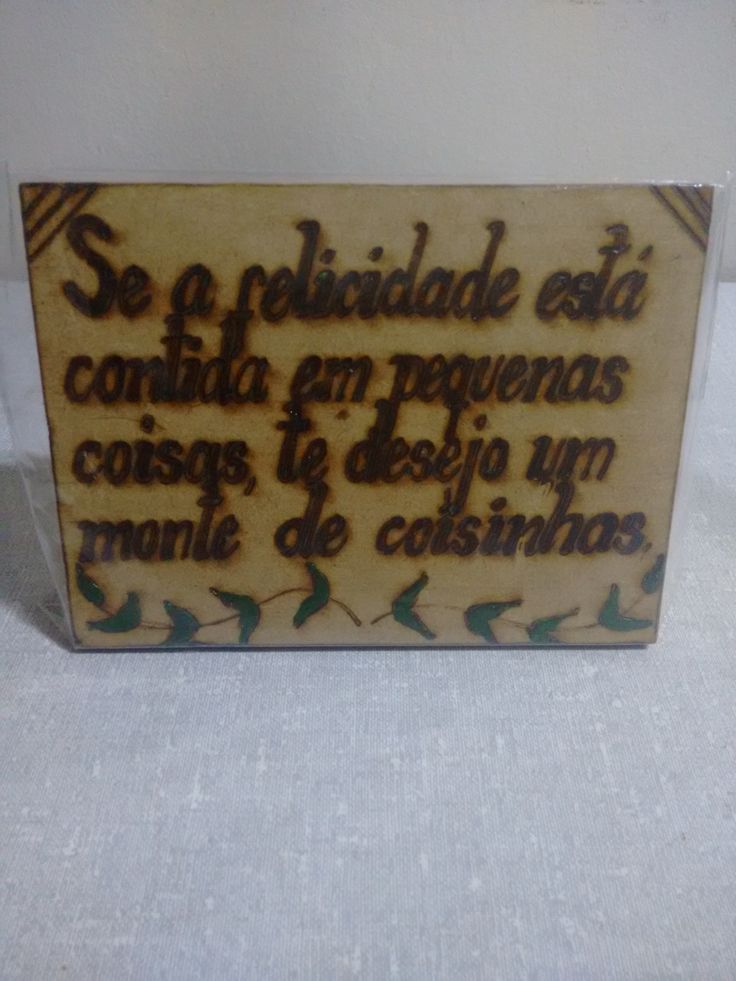 Se a felicidade está
contida em pequenas
coisas, te desejo um
monte de coisinhas.